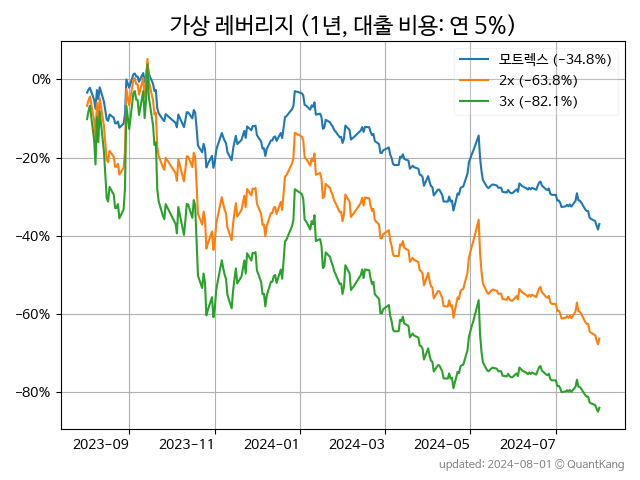 가상 레버리지 (1년, 대출 비용: 연 5%)
모트렉스 (−34.8%)
2x (−63.8%)
3x (−82.1%)
0%
−20%
−40%
−60%
−80%
2023-09 2023-11 2024-01 2024-03 2024-05 2024-07
updated: 2024-08-01 © QuantKang